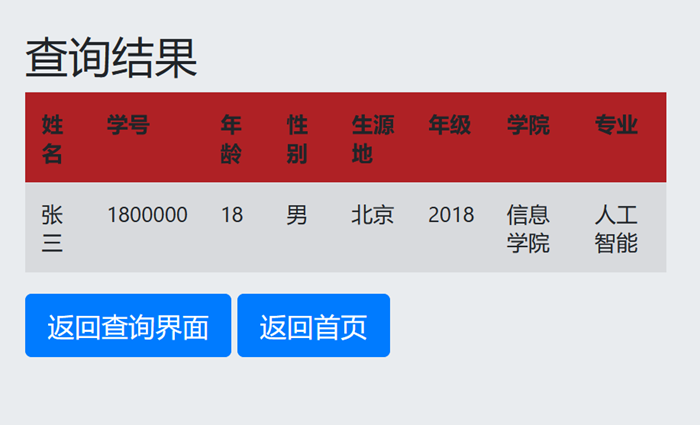 查询结果
姓名 学号 年龄 性别 生源地 年级 学院 专业
张三 1800000 18 男 北京 2018 信息学院 人工智能
返回查询界面 返回首页